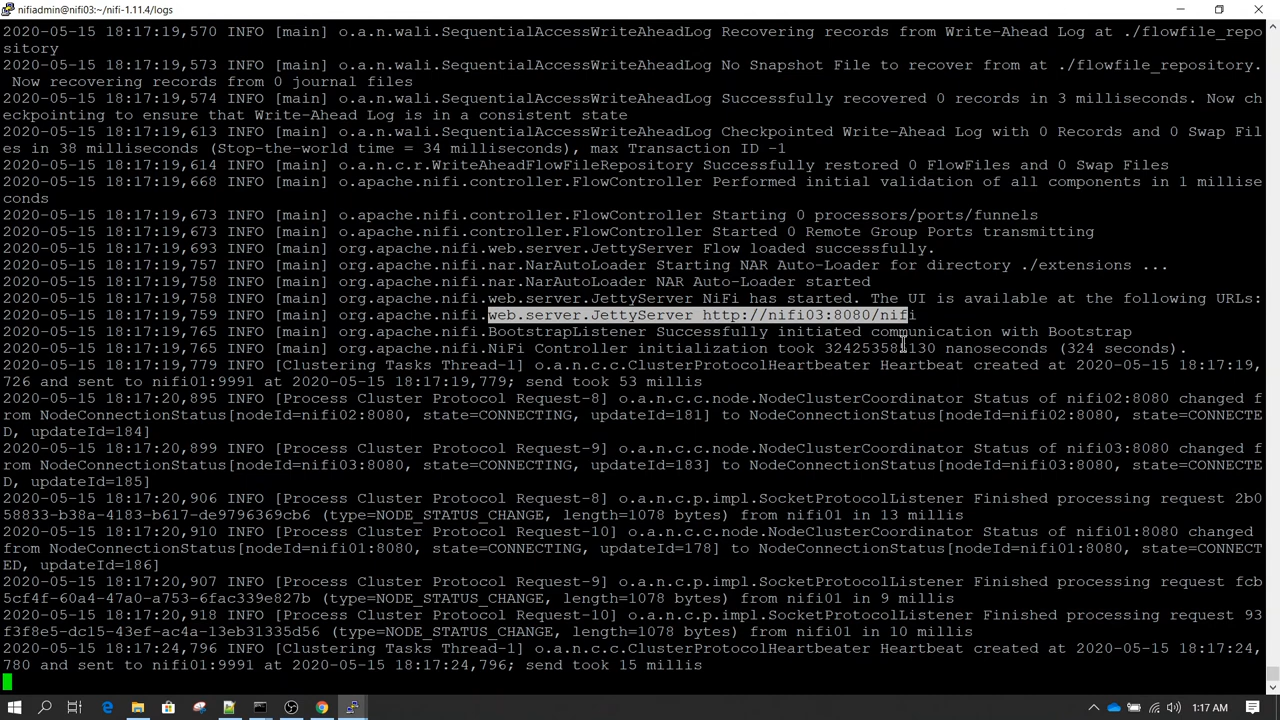 nifiadmin@nifi03:~/nifi-1.11.4/logs
2020-05-15 18:17:19,570 INFO [main] o.a.n.wali.SequentialAccessWriteAheadLog Recovering records from Write-Ahead Log at ./flowfile_repo
sitory
2020-05-15 18:17:19,573 INFO [main] o.a.n.wali.SequentialAccessWriteAheadLog No Snapshot File to recover from at ./flowfile_repository.
 Now recovering records from 0 journal files
2020-05-15 18:17:19,574 INFO [main] o.a.n.wali.SequentialAccessWriteAheadLog Successfully recovered 0 records in 3 milliseconds. Now ch
eckpointing to ensure that Write-Ahead Log is in a consistent state
2020-05-15 18:17:19,613 INFO [main] o.a.n.wali.SequentialAccessWriteAheadLog Checkpointed Write-Ahead Log with 0 Records and 0 Swap Fil
es in 38 milliseconds (Stop-the-world time = 34 milliseconds), max Transaction ID -1
2020-05-15 18:17:19,614 INFO [main] o.a.n.c.r.WriteAheadFlowFileRepository Successfully restored 0 FlowFiles and 0 Swap Files
2020-05-15 18:17:19,668 INFO [main] o.apache.nifi.controller.FlowController Performed initial validation of all components in 1 millise
conds
2020-05-15 18:17:19,673 INFO [main] o.apache.nifi.controller.FlowController Starting 0 processors/ports/funnels
2020-05-15 18:17:19,673 INFO [main] o.apache.nifi.controller.FlowController Started 0 Remote Group Ports transmitting
2020-05-15 18:17:19,693 INFO [main] org.apache.nifi.web.server.JettyServer Flow loaded successfully.
2020-05-15 18:17:19,757 INFO [main] org.apache.nifi.nar.NarAutoLoader Starting NAR Auto-Loader for directory ./extensions ...
2020-05-15 18:17:19,758 INFO [main] org.apache.nifi.nar.NarAutoLoader NAR Auto-Loader started
2020-05-15 18:17:19,758 INFO [main] org.apache.nifi.web.server.JettyServer NiFi has started. The UI is available at the following URLs:
2020-05-15 18:17:19,759 INFO [main] org.apache.nifi.web.server.JettyServer http://nifi03:8080/nifi
2020-05-15 18:17:19,765 INFO [main] org.apache.nifi.BootstrapListener Successfully initiated communication with Bootstrap
2020-05-15 18:17:19,765 INFO [main] org.apache.nifi.NiFi Controller initialization took nanoseconds (324 seconds).
2020-05-15 18:17:19,779 INFO [Clustering Tasks Thread-1] o.a.n.c.c.ClusterProtocolHeartbeater Heartbeat created at 2020-05-15 18:17:19,
726 and sent to nifi01:9991 at 2020-05-15 18:17:19,779; send took 53 millis
2020-05-15 18:17:20,895 INFO [Process Cluster Protocol Request-8] o.a.n.c.c.node.NodeClusterCoordinator Status of nifi02:8080 changed f
rom NodeConnectionStatus[nodeId=nifi02:8080, state=CONNECTING, updateId=181] to NodeConnectionStatus[nodeId=nifi02:8080, state=CONNECTE
D, updateId=184]
2020-05-15 18:17:20,899 INFO [Process Cluster Protocol Request-9] o.a.n.c.c.node.NodeClusterCoordinator Status of nifi03:8080 changed f
rom NodeConnectionStatus[nodeId=nifi03:8080, state=CONNECTING, updateId=183] to NodeConnectionStatus[nodeId=nifi03:8080, state=CONNECTE
D, updateId=185]
2020-05-15 18:17:20,906 INFO [Process Cluster Protocol Request-8] o.a.n.c.p.impl.SocketProtocolListener Finished processing request 2b0
58833-b38a-4183-b617-de9796369cb6 (type=NODE_STATUS_CHANGE, length=1078 bytes) from nifi01 in 13 millis
2020-05-15 18:17:20,910 INFO [Process Cluster Protocol Request-10] o.a.n.c.c.node.NodeClusterCoordinator Status of nifi01:8080 changed
from NodeConnectionStatus[nodeId=nifi01:8080, state=CONNECTING, updateId=178] to NodeConnectionStatus[nodeId=nifi01:8080, state=CONNECT
ED, updateId=186]
2020-05-15 18:17:20,907 INFO [Process Cluster Protocol Request-9] o.a.n.c.p.impl.SocketProtocolListener Finished processing request fcb
5cf4f-60a4-47a0-a753-6fac339e827b (type=NODE_STATUS_CHANGE, length=1078 bytes) from nifi01 in 9 millis
2020-05-15 18:17:20,918 INFO [Process Cluster Protocol Request-10] o.a.n.c.p.impl.SocketProtocolListener Finished processing request 93
f3f8e5-dc15-43ef-ac4a-13eb31335d56 (type=NODE_STATUS_CHANGE, length=1078 bytes) from nifi01 in 10 millis
2020-05-15 18:17:24,796 INFO [Clustering Tasks Thread-1] o.a.n.c.c.ClusterProtocolHeartbeater Heartbeat created at 2020-05-15 18:17:24,
780 and sent to nifi01:9991 at 2020-05-15 18:17:24,796; send took 15 millis
1:17 AM